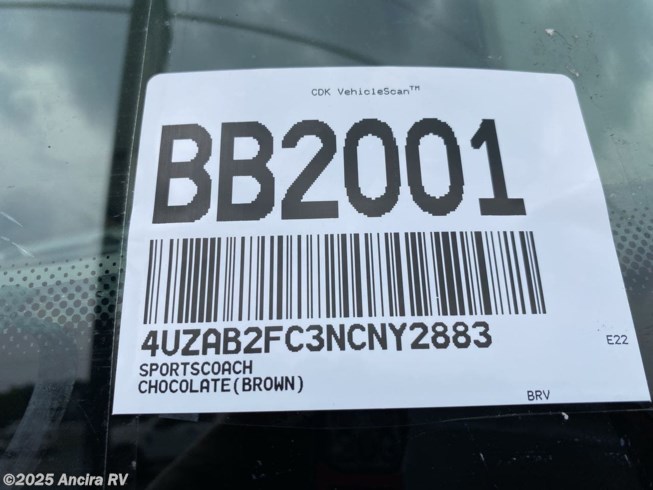 CDK VehicleScan™
BB2001
4UZAB2FC3NCNY2883
SPORTSCOACH
CHOCOLATE(BROWN)
E22
BRV
©2025 Ancira RV